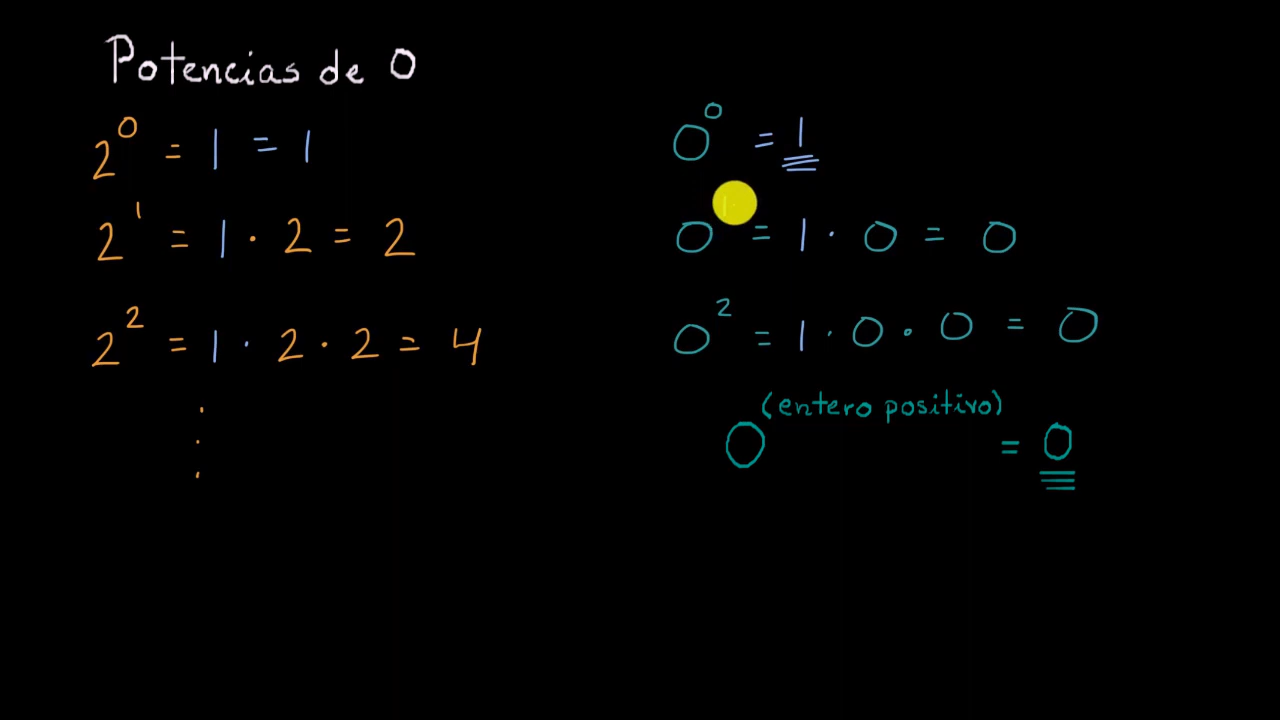 Potencias de 0
2⁰ = 1 = 1
2¹ = 1 · 2 = 2
2² = 1 · 2 · 2 = 4
⋮
0⁰ = 1
0¹ = 1 · 0 = 0
0² = 1 · 0 · 0 = 0
0^(entero positivo) = 0